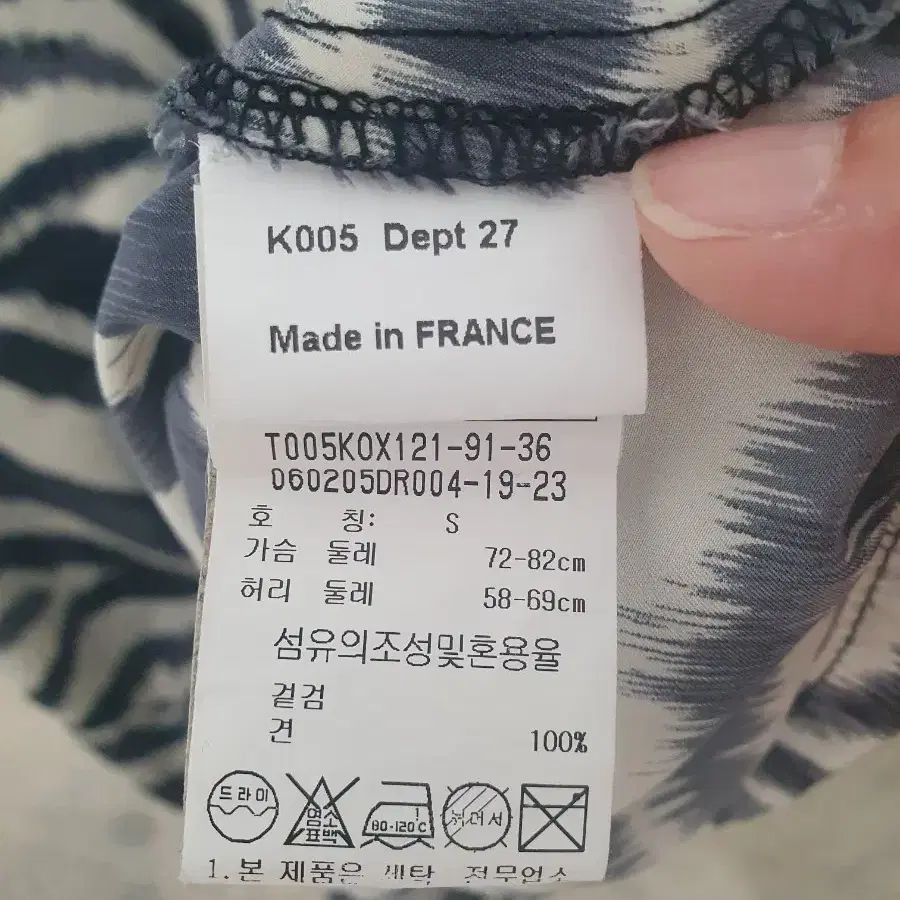 K005 Dept 27
Made in FRANCE
T005KOX121-91-36
060205DR004-19-23
호 칭: S
가슴 둘레 72-82cm
허리 둘레 58-69cm
섬유의조성및혼용율
겉검
견 100%
드라이 염소 표백 80-120℃
1.본 제품은 세탁 전문업소